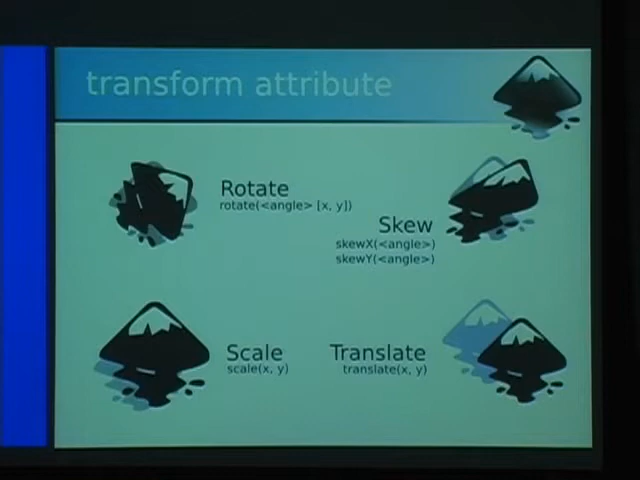 transform attribute
Rotate
rotate(<angle> [x, y])
Skew
skewX(<angle>)
skewY(<angle>)
Scale
scale(x, y)
Translate
translate(x, y)